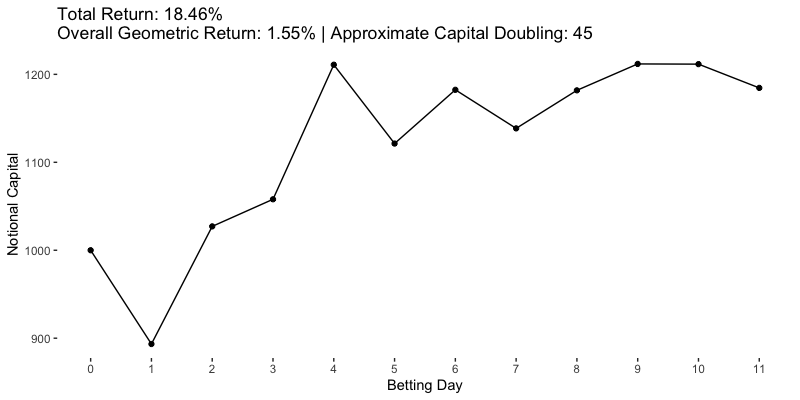 Total Return: 18.46%
Overall Geometric Return: 1.55% | Approximate Capital Doubling: 45
1200
1100
1000
900
Notional Capital
0 1 2 3 4 5 6 7 8 9 10 11
Betting Day